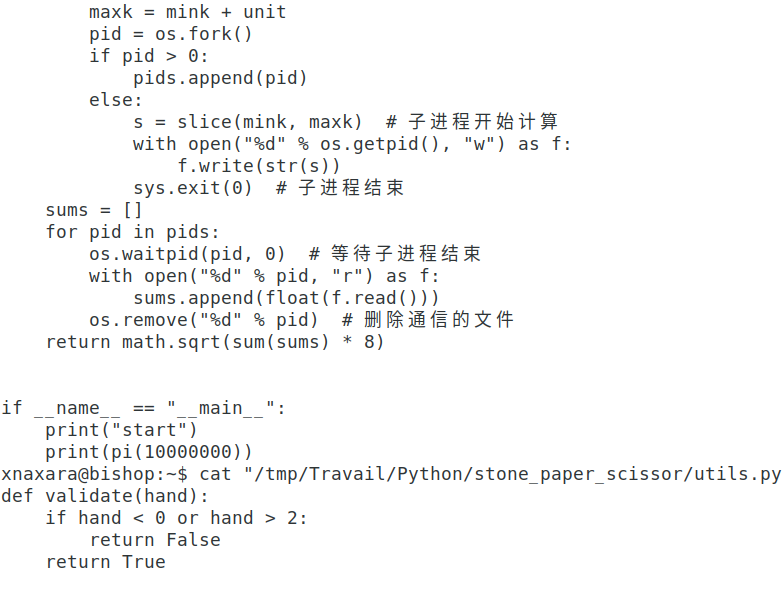 maxk = mink + unit
        pid = os.fork()
        if pid > 0:
            pids.append(pid)
        else:
            s = slice(mink, maxk)  # 子进程开始计算
            with open("%d" % os.getpid(), "w") as f:
                f.write(str(s))
            sys.exit(0)  # 子进程结束
    sums = []
    for pid in pids:
        os.waitpid(pid, 0)  # 等待子进程结束
        with open("%d" % pid, "r") as f:
            sums.append(float(f.read()))
        os.remove("%d" % pid)  # 删除通信的文件
    return math.sqrt(sum(sums) * 8)


if __name__ == "__main__":
    print("start")
    print(pi(10000000))
xnaxara@bishop:~$ cat "/tmp/Travail/Python/stone_paper_scissor/utils.py
def validate(hand):
    if hand < 0 or hand > 2:
        return False
    return True